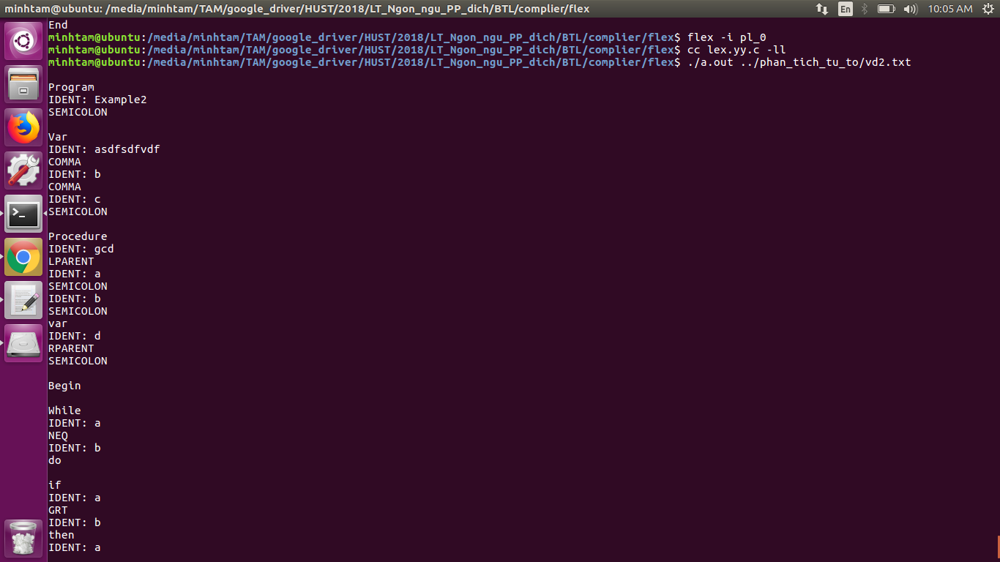 minhtam@ubuntu: /media/minhtam/TAM/google_driver/HUST/2018/LT_Ngon_ngu_PP_dich/BTL/complier/flex
En
10:05 AM
End
minhtam@ubuntu:/media/minhtam/TAM/google_driver/HUST/2018/LT_Ngon_ngu_PP_dich/BTL/complier/flex$ flex -i pl_0
minhtam@ubuntu:/media/minhtam/TAM/google_driver/HUST/2018/LT_Ngon_ngu_PP_dich/BTL/complier/flex$ cc lex.yy.c -ll
minhtam@ubuntu:/media/minhtam/TAM/google_driver/HUST/2018/LT_Ngon_ngu_PP_dich/BTL/complier/flex$ ./a.out ../phan_tich_tu_to/vd2.txt
Program
IDENT: Example2
SEMICOLON
Var
IDENT: asdfsdfvdf
COMMA
IDENT: b
COMMA
IDENT: c
SEMICOLON
Procedure
IDENT: gcd
LPARENT
IDENT: a
SEMICOLON
IDENT: b
SEMICOLON
var
IDENT: d
RPARENT
SEMICOLON
Begin
While
IDENT: a
NEQ
IDENT: b
do
if
IDENT: a
GRT
IDENT: b
then
IDENT: a